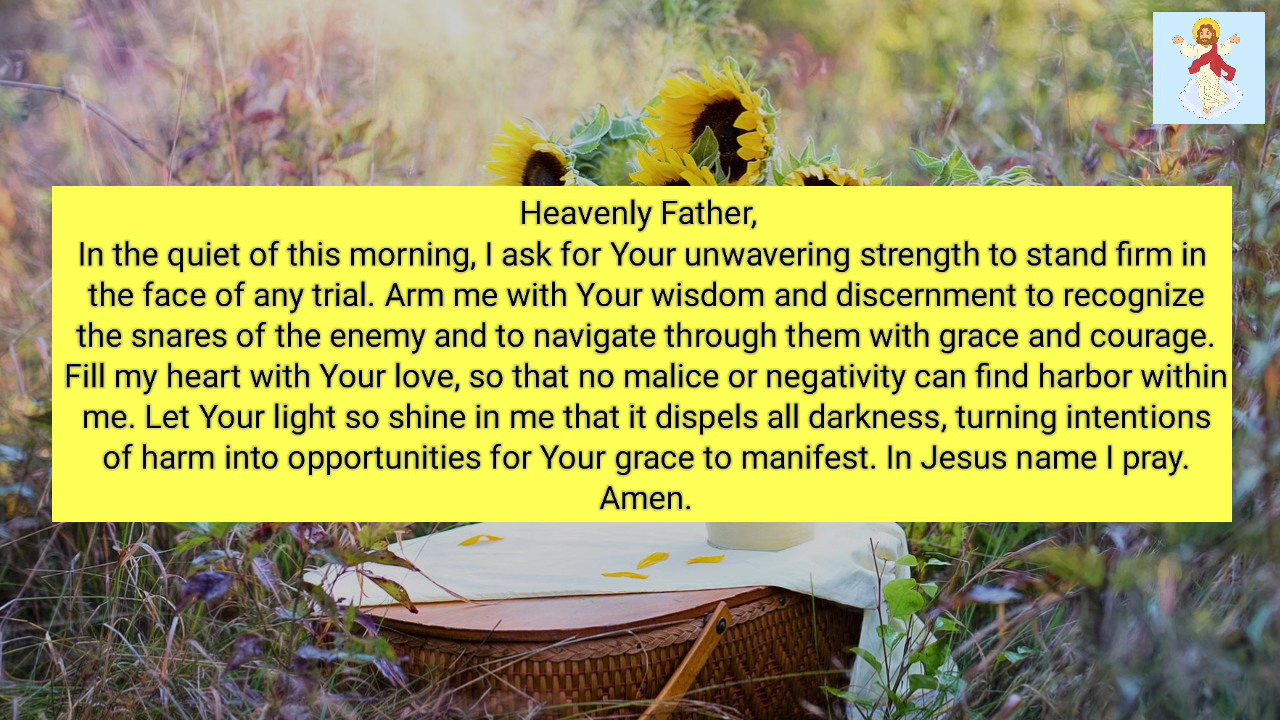 Heavenly Father,
In the quiet of this morning, I ask for Your unwavering strength to stand firm in
the face of any trial. Arm me with Your wisdom and discernment to recognize
the snares of the enemy and to navigate through them with grace and courage.
Fill my heart with Your love, so that no malice or negativity can find harbor within
me. Let Your light so shine in me that it dispels all darkness, turning intentions
of harm into opportunities for Your grace to manifest. In Jesus name I pray.
Amen.